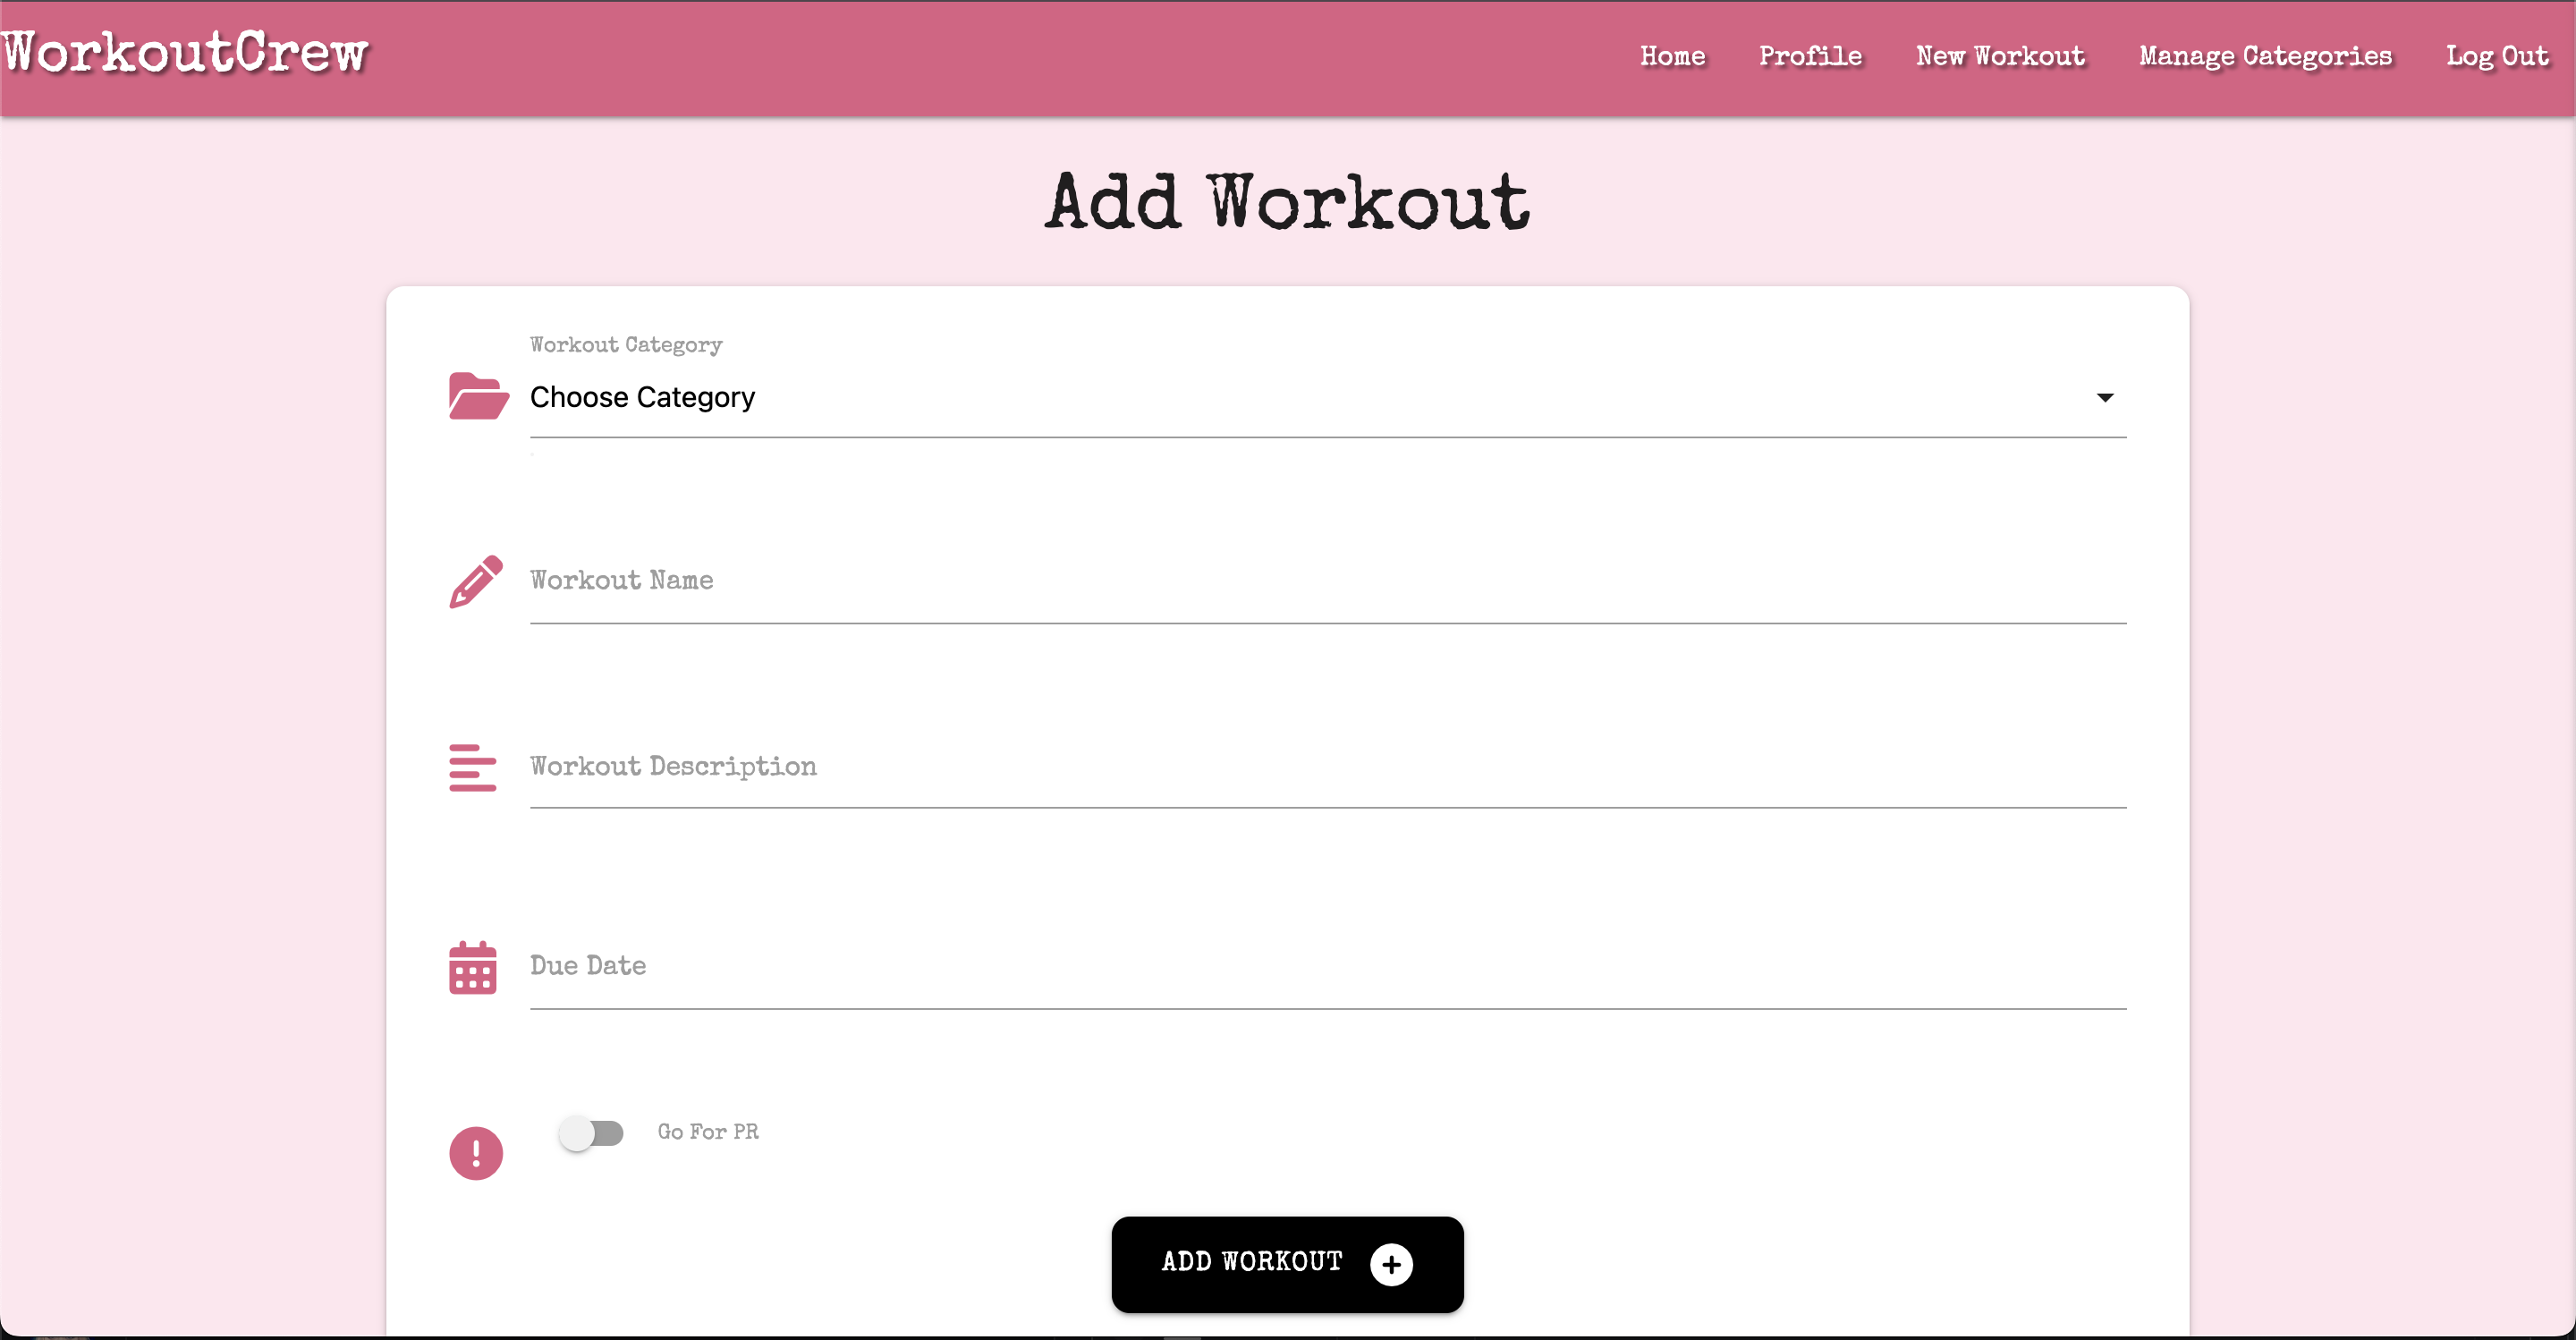 WorkoutCrew
Home Profile New Workout Manage Categories Log Out
Add Workout
Workout Category
Choose Category
Workout Name
Workout Description
Due Date
Go For PR
ADD WORKOUT